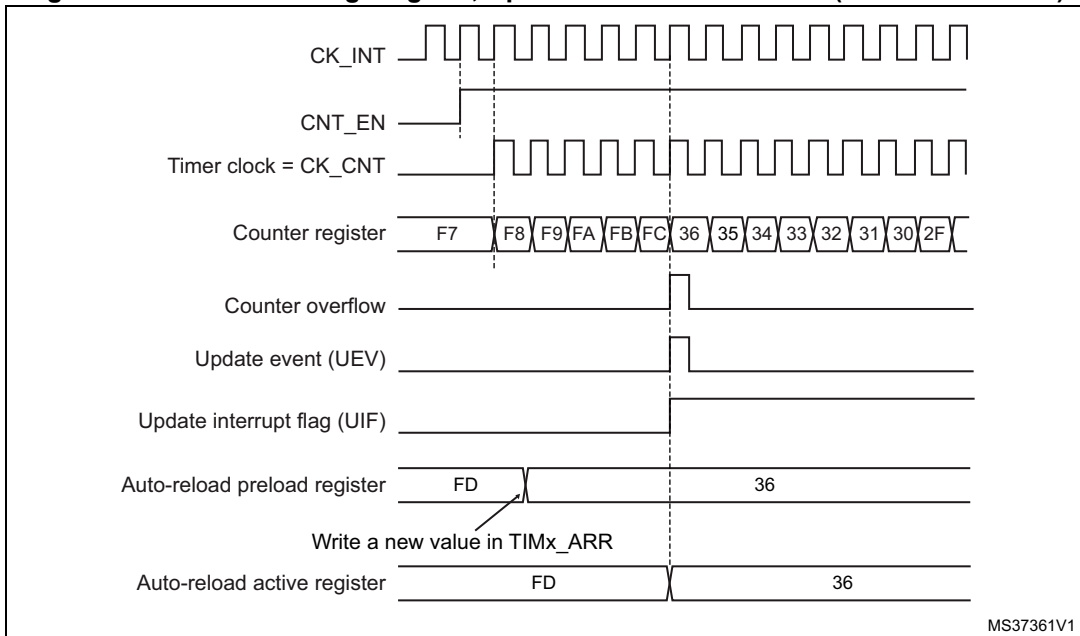 CK_INT
CNT_EN
Timer clock = CK_CNT
Counter register F7 F8 F9 FA FB FC 36 35 34 33 32 31 30 2F
Counter overflow
Update event (UEV)
Update interrupt flag (UIF)
Auto-reload preload register FD 36
Write a new value in TIMx_ARR
Auto-reload active register FD 36
MS37361V1